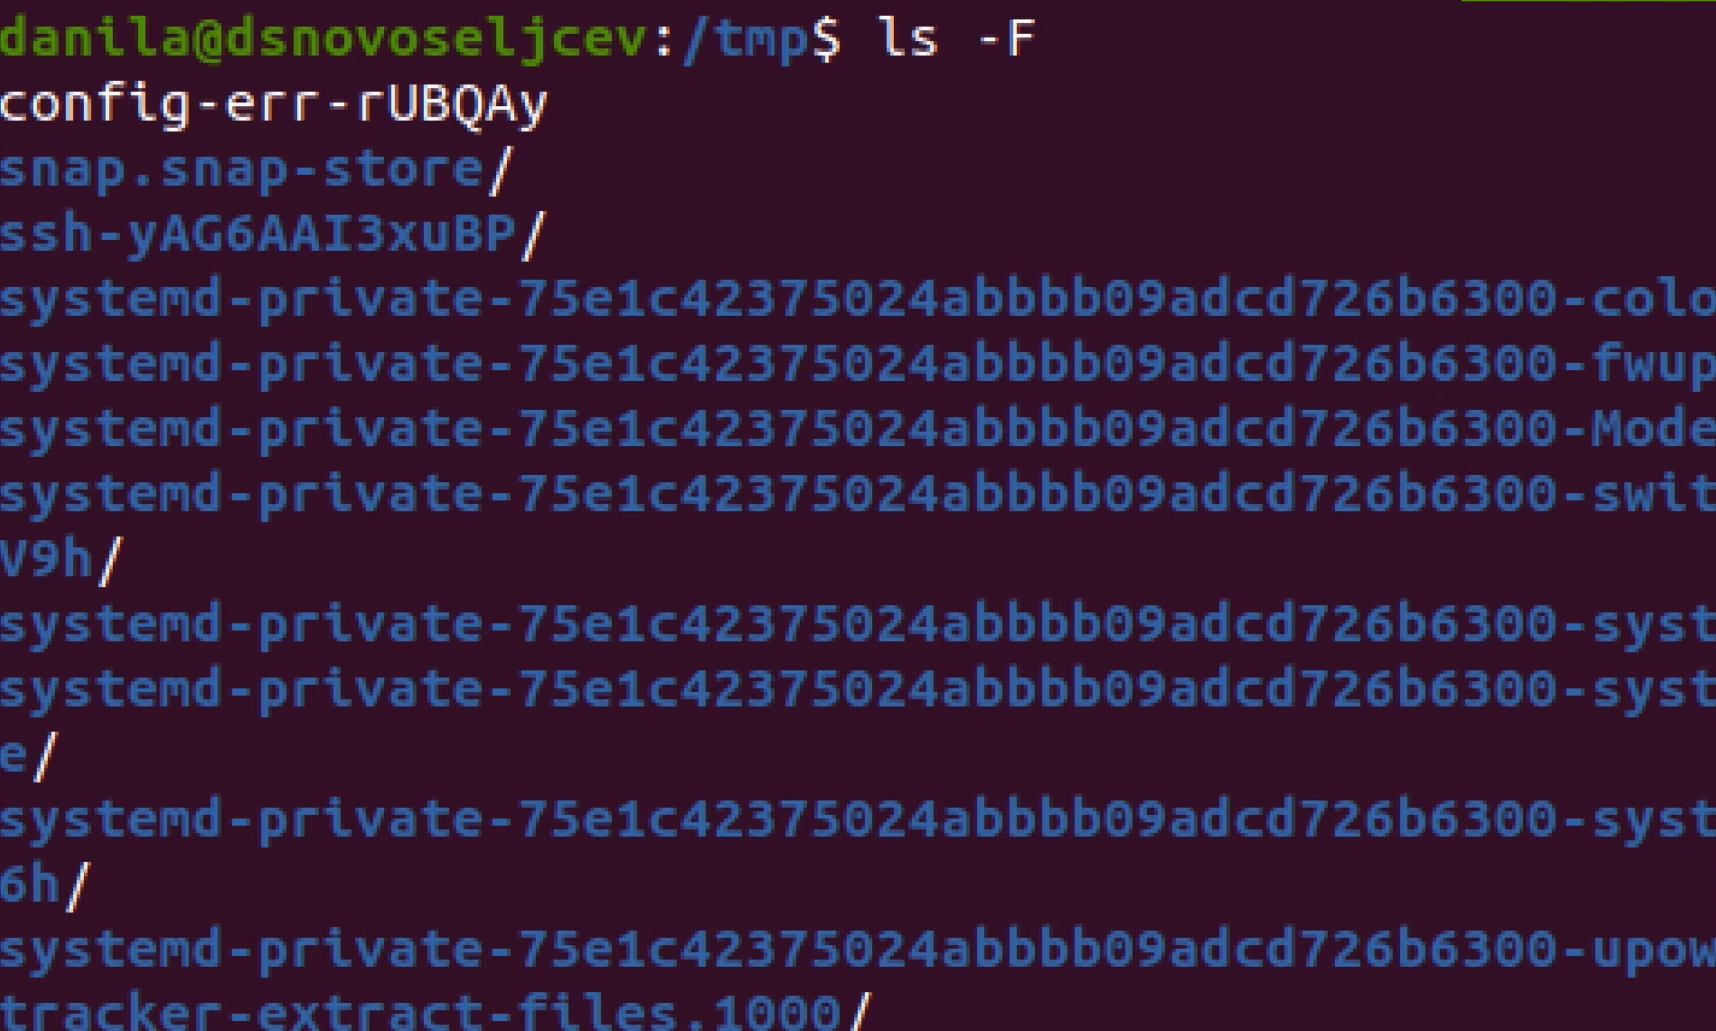 danila@dsnovoseljcev:/tmp$ ls -F
config-err-rUBQAy
snap.snap-store/
ssh-yAG6AAI3xuBP/
systemd-private-75e1c42375024abbbb09adcd726b6300-colo
systemd-private-75e1c42375024abbbb09adcd726b6300-fwup
systemd-private-75e1c42375024abbbb09adcd726b6300-Mode
systemd-private-75e1c42375024abbbb09adcd726b6300-swit
V9h/
systemd-private-75e1c42375024abbbb09adcd726b6300-syst
systemd-private-75e1c42375024abbbb09adcd726b6300-syst
e/
systemd-private-75e1c42375024abbbb09adcd726b6300-syst
6h/
systemd-private-75e1c42375024abbbb09adcd726b6300-upow
tracker-extract-files.1000/